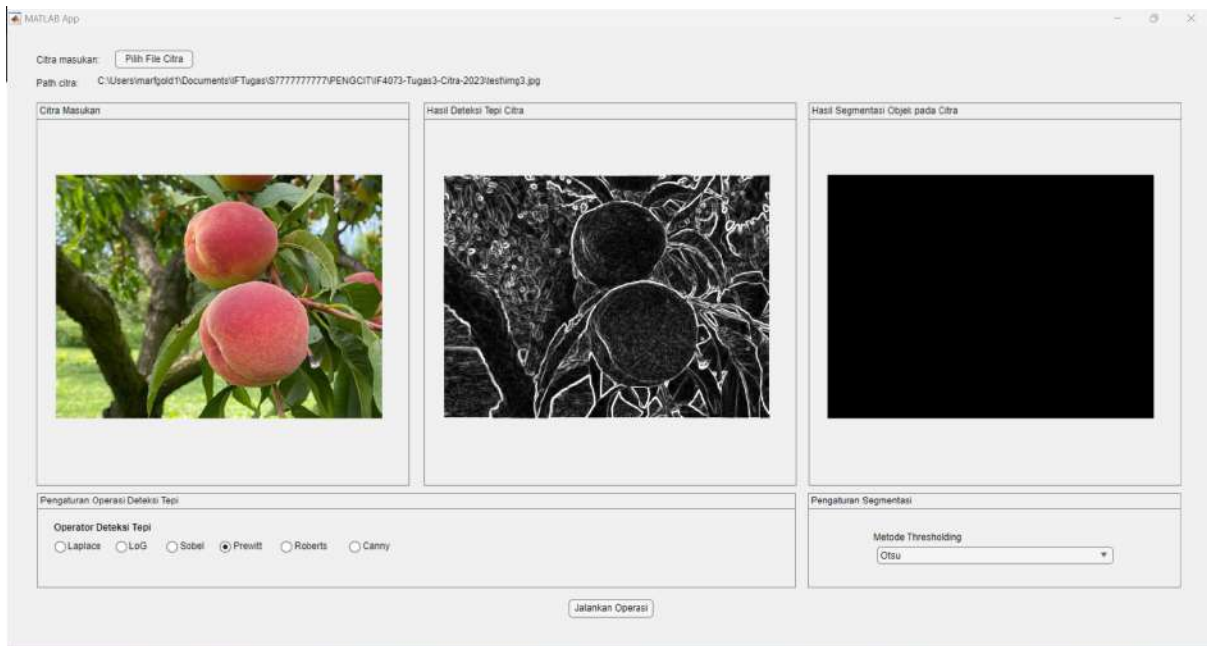 MATLAB App
Citra masukan: Pilih File Citra
Path citra: C:\Users\marfgold1\Documents\IFTugas\S7777777777\PENGCIT\IF4073-Tugas3-Citra-2023\test\img3.jpg
Citra Masukan
Hasil Deteksi Tepi Citra
Hasil Segmentasi Objek pada Citra
Pengaturan Operasi Deteksi Tepi
Pengaturan Segmentasi
Operator Deteksi Tepi
Laplace LoG Sobel Prewitt Roberts Canny
Metode Thresholding
Otsu
Jalankan Operasi